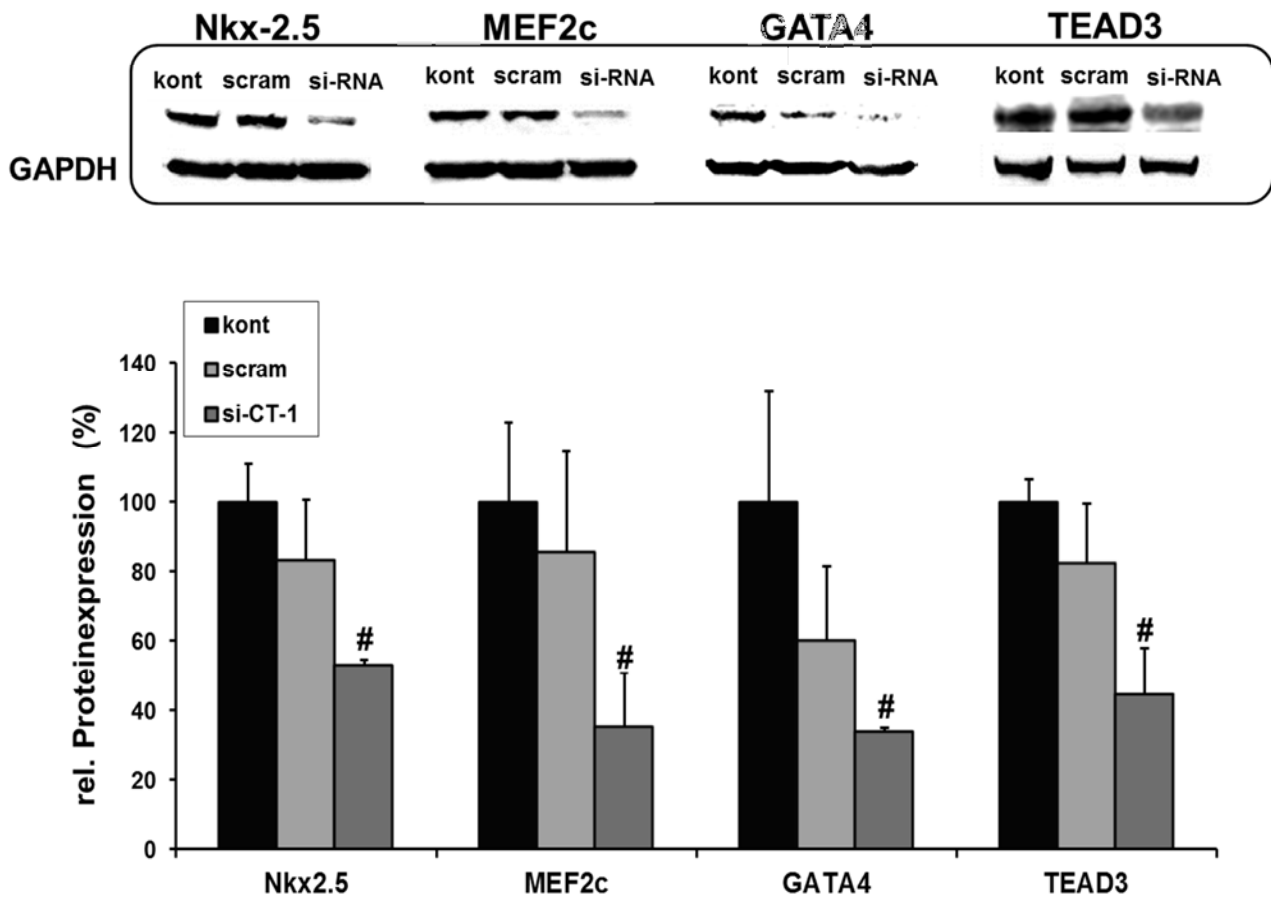 Nkx-2.5 MEF2c GATA4 TEAD3
kont scram si-RNA kont scram si-RNA kont scram si-RNA kont scram si-RNA
GAPDH
kont
scram
si-CT-1
rel. Proteinexpression (%)
140
120
100
80
60
40
20
0
# # # #
Nkx2.5 MEF2c GATA4 TEAD3